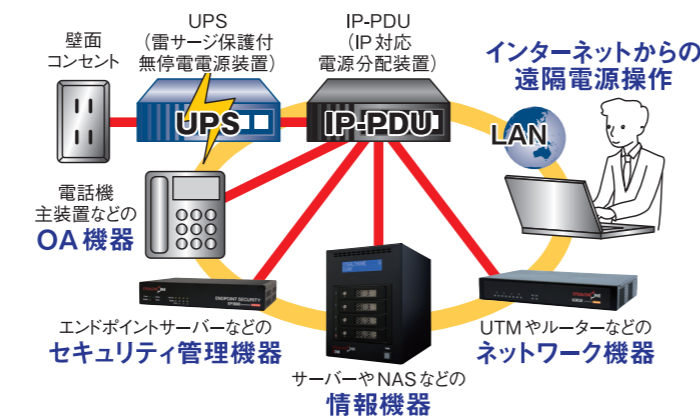 壁面
コンセント
UPS
（雷サージ保護付
無停電電源装置）
IP-PDU
（IP対応
電源分配装置）
インターネットからの
遠隔電源操作
UPS
IP-PDU
LAN
電話機
主装置などの
OA機器
ENDPOINT SECURITY
エンドポイントサーバーなどの
セキュリティ管理機器
サーバーやNASなどの
情報機器
UTMやルーターなどの
ネットワーク機器